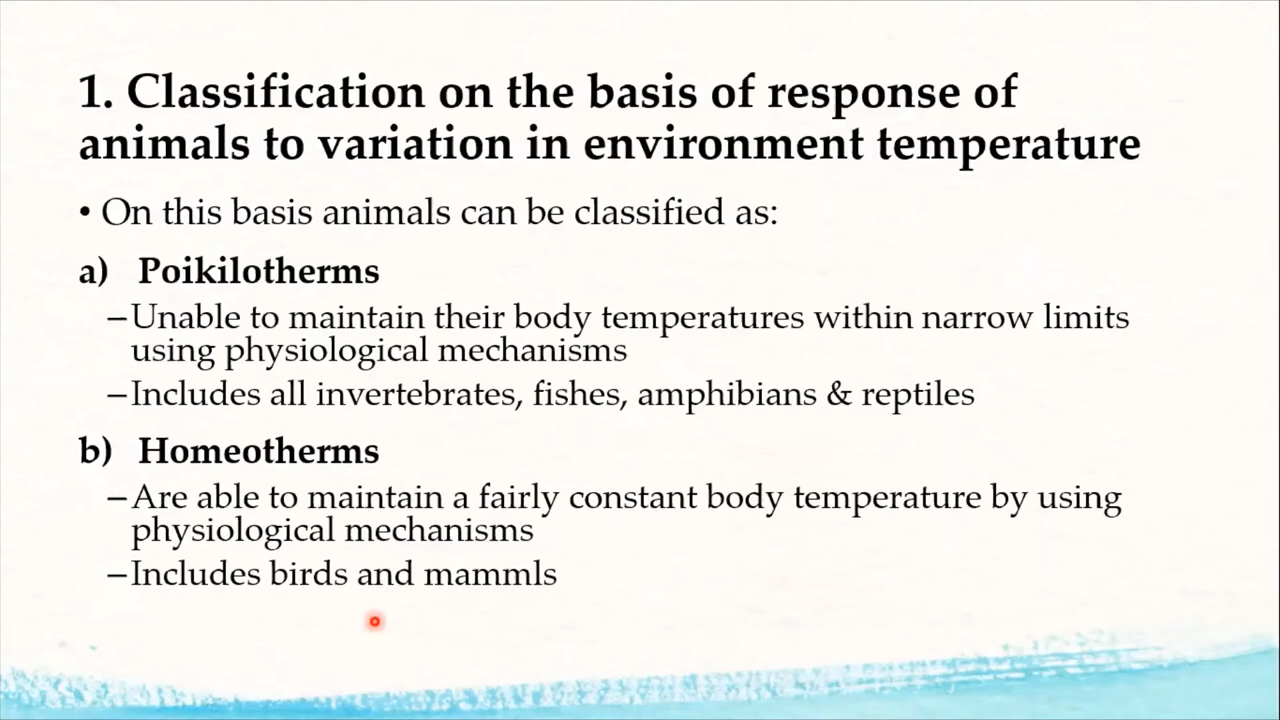 1. Classification on the basis of response of
animals to variation in environment temperature
• On this basis animals can be classified as:
a) Poikilotherms
–Unable to maintain their body temperatures within narrow limits
using physiological mechanisms
–Includes all invertebrates, fishes, amphibians & reptiles
b) Homeotherms
–Are able to maintain a fairly constant body temperature by using
physiological mechanisms
–Includes birds and mammls